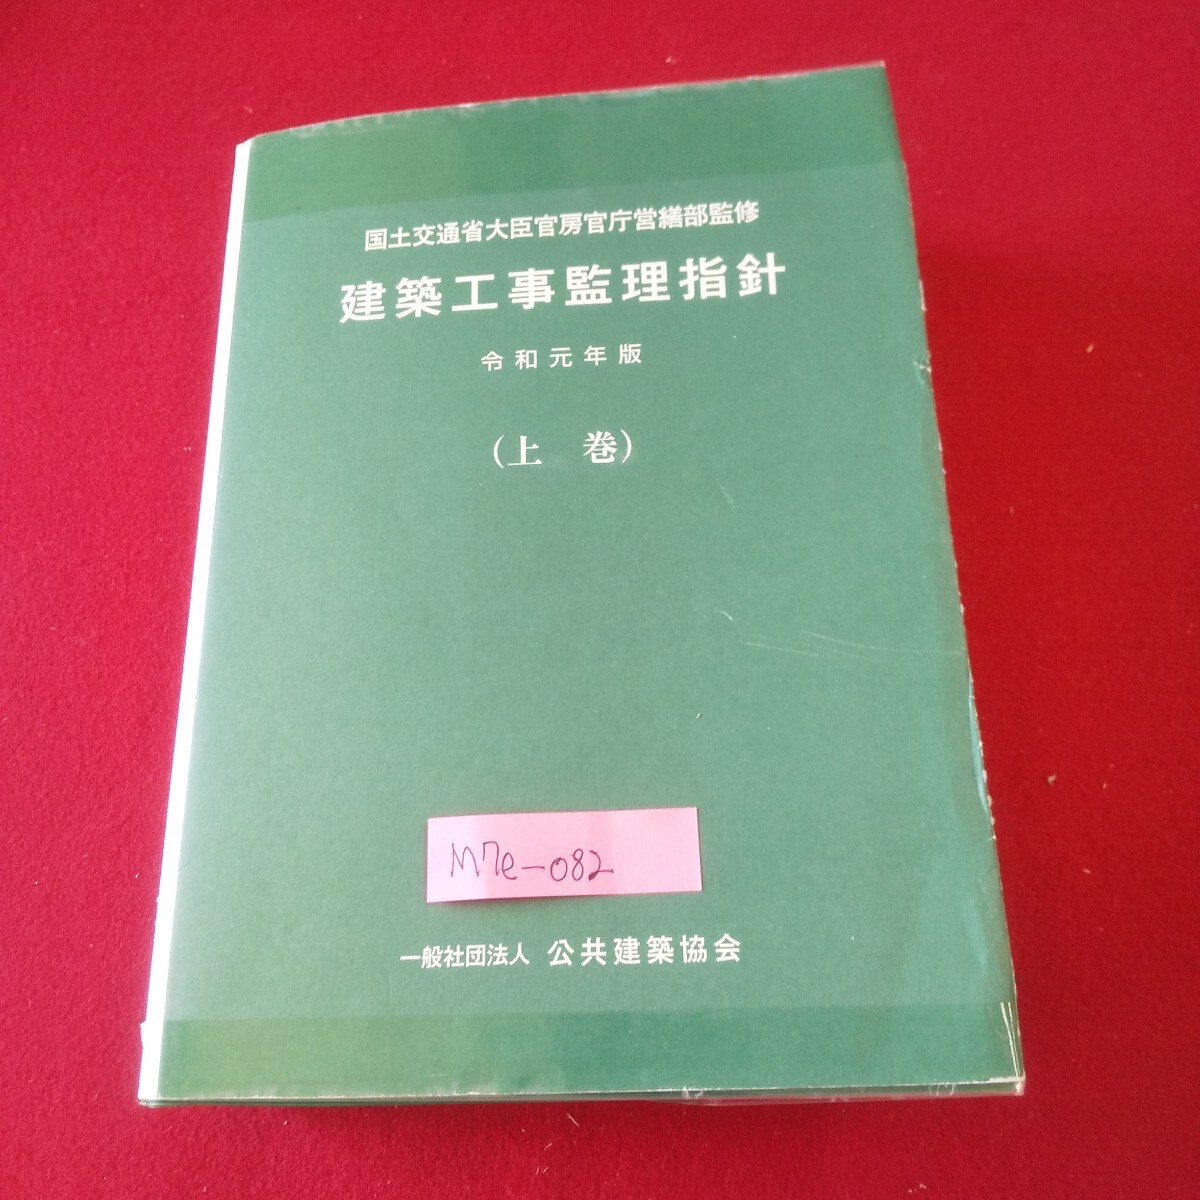 国土交通省大臣官房官庁営繕部監修
建築工事監理指針
令和元年版
(上 巻)
M7e-082
一般社団法人 公共建築協会